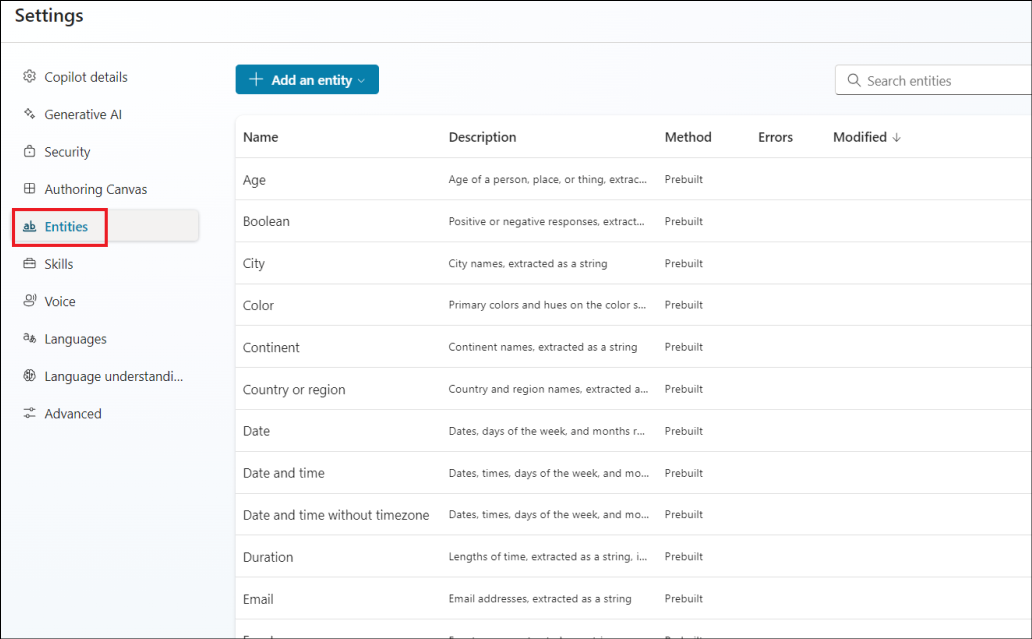 Settings
Copilot details
Generative AI
Security
Authoring Canvas
Entities
Skills
Voice
Languages
Language understandi...
Advanced
Add an entity
Search entities
Name Description Method Errors Modified
Age Age of a person, place, or thing, extrac... Prebuilt
Boolean Positive or negative responses, extract... Prebuilt
City City names, extracted as a string Prebuilt
Color Primary colors and hues on the color s... Prebuilt
Continent Continent names, extracted as a string Prebuilt
Country or region Country and region names, extracted a... Prebuilt
Date Dates, days of the week, and months r... Prebuilt
Date and time Dates, times, days of the week, and mo... Prebuilt
Date and time without timezone Dates, times, days of the week, and mo... Prebuilt
Duration Lengths of time, extracted as a string, i... Prebuilt
Email Email addresses, extracted as a string Prebuilt